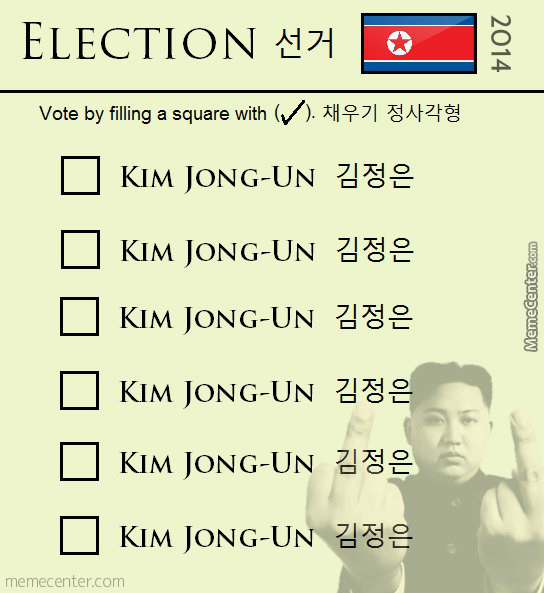 ELECTION 선거 2014
Vote by filling a square with (✓). 채우기 정사각형
KIM JONG-UN 김정은
KIM JONG-UN 김정은
KIM JONG-UN 김정은
KIM JONG-UN 김정은
KIM JONG-UN 김정은
KIM JONG-UN 김정은
MemeCenter.com
memecenter.com